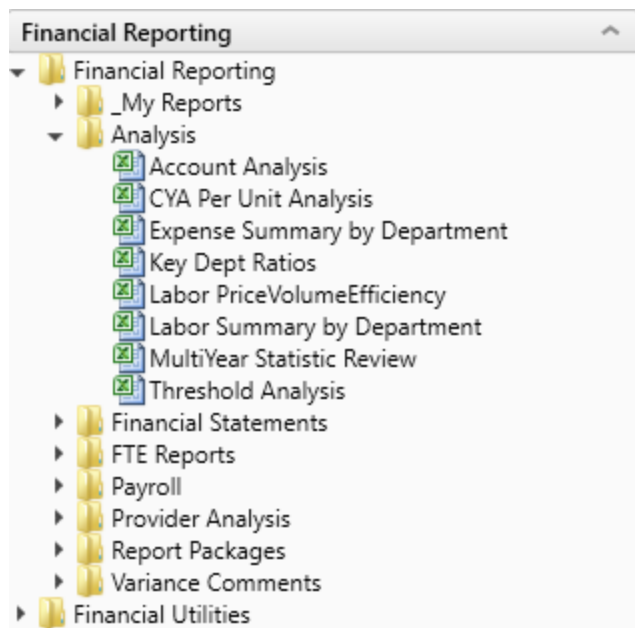 Financial Reporting
Financial Reporting
_My Reports
Analysis
Account Analysis
CYA Per Unit Analysis
Expense Summary by Department
Key Dept Ratios
Labor PriceVolumeEfficiency
Labor Summary by Department
MultiYear Statistic Review
Threshold Analysis
Financial Statements
FTE Reports
Payroll
Provider Analysis
Report Packages
Variance Comments
Financial Utilities